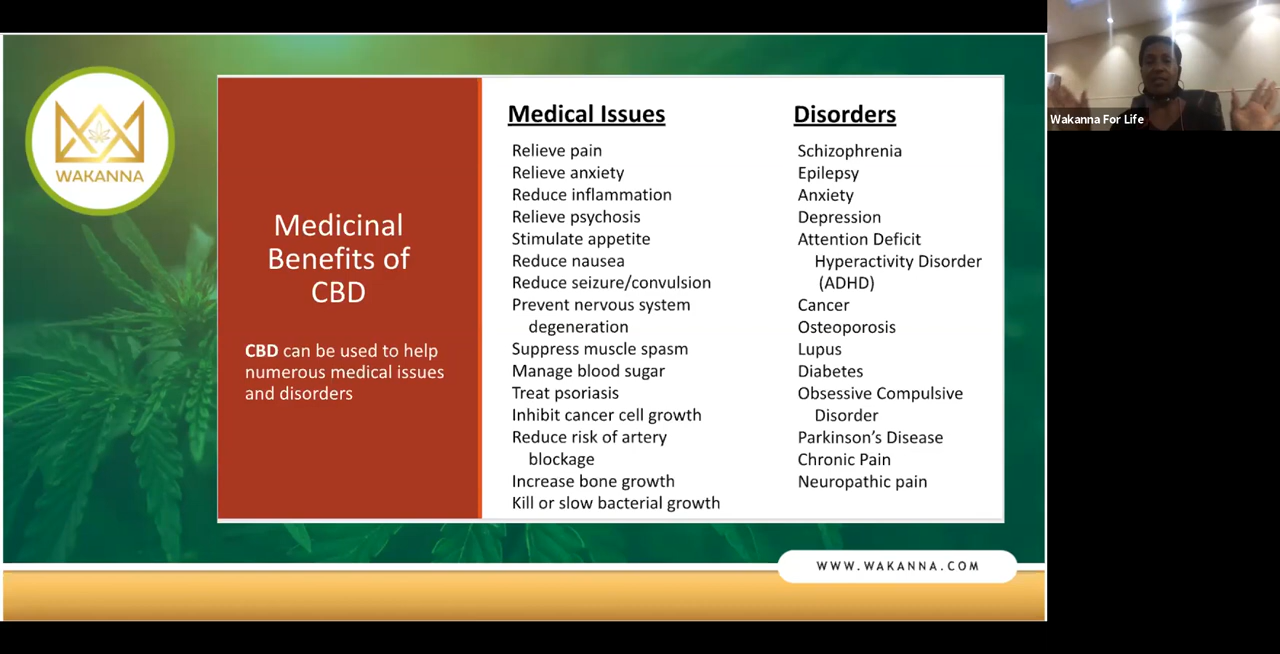 WAKANNA
Medicinal
Benefits of
CBD
CBD can be used to help
numerous medical issues
and disorders
Medical Issues
Relieve pain
Relieve anxiety
Reduce inflammation
Relieve psychosis
Stimulate appetite
Reduce nausea
Reduce seizure/convulsion
Prevent nervous system
degeneration
Suppress muscle spasm
Manage blood sugar
Treat psoriasis
Inhibit cancer cell growth
Reduce risk of artery
blockage
Increase bone growth
Kill or slow bacterial growth
Disorders
Schizophrenia
Epilepsy
Anxiety
Depression
Attention Deficit
Hyperactivity Disorder
(ADHD)
Cancer
Osteoporosis
Lupus
Diabetes
Obsessive Compulsive
Disorder
Parkinson’s Disease
Chronic Pain
Neuropathic pain
WWW.WAKANNA.COM
Wakanna For Life